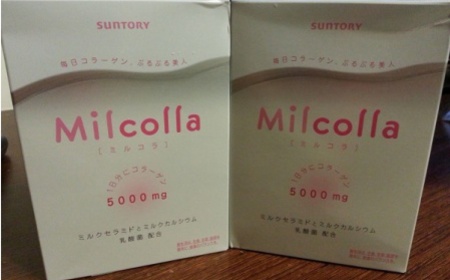 SUNTORY
毎日コラーゲン、ぷるぷる美人
Milcolla
[ミルコラ]
1日分にコラーゲン
5000mg
ミルクセラミドとミルクカルシウム
乳酸菌 配合
SUNTORY
毎日コラーゲン、ぷるぷる美人
Milcolla
[ミルコラ]
1日分にコラーゲン
5000mg
ミルクセラミドとミルクカルシウム
乳酸菌 配合